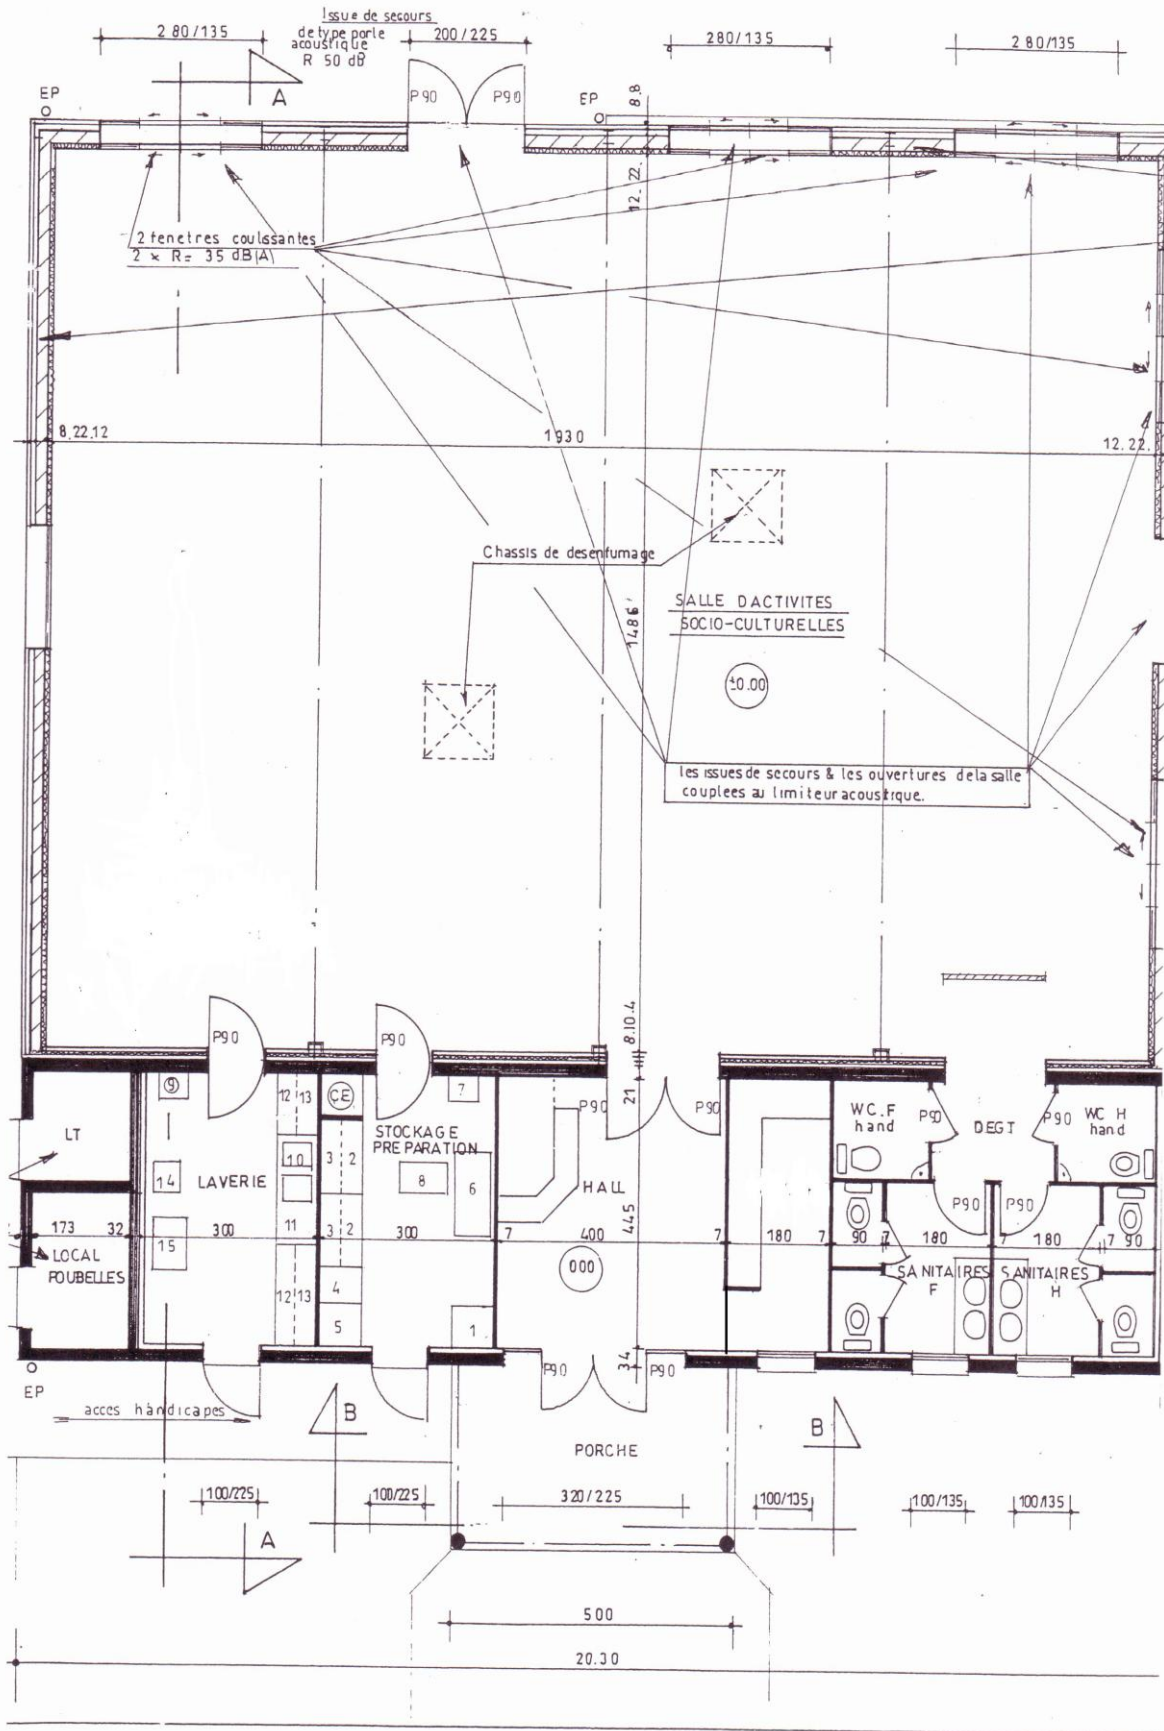 Issue de secours
de type porte
acoustique
R 50 dB
280/135
200/225
280/135
280/135
A
EP
P90
P90
EP
8.8
12.22.
2 fenetres coulissantes
2 x R= 35 dB(A)
8.22.12
1930
12.22.
Chassis de desenfumage
SALLE DACTIVITES
SOCIO-CULTURELLES
1486
±0.00
les issues de secours & les ouvertures de la salle
couplees au limiteur acoustique.
8.10.4
P90
P90
21
9
12 13
CE
7
P90
P90
WC.F
hand
P90
DEGT
P90
WC H
hand
LT
STOCKAGE
PREPARATION
10
3 2
8
6
14
LAVERIE
HALL
445
P90
P90
173
32
300
11
3 2
300
7
400
7
180
7
90
7
180
7
180
7
90
15
LOCAL
POUBELLES
000
SANITAIRES
F
SANITAIRES
H
4
12 13
5
1
34
P90
P90
EP
acces handicapes
B
B
PORCHE
100/225
100/225
320/225
100/135
100/135
100/135
A
500
20.30